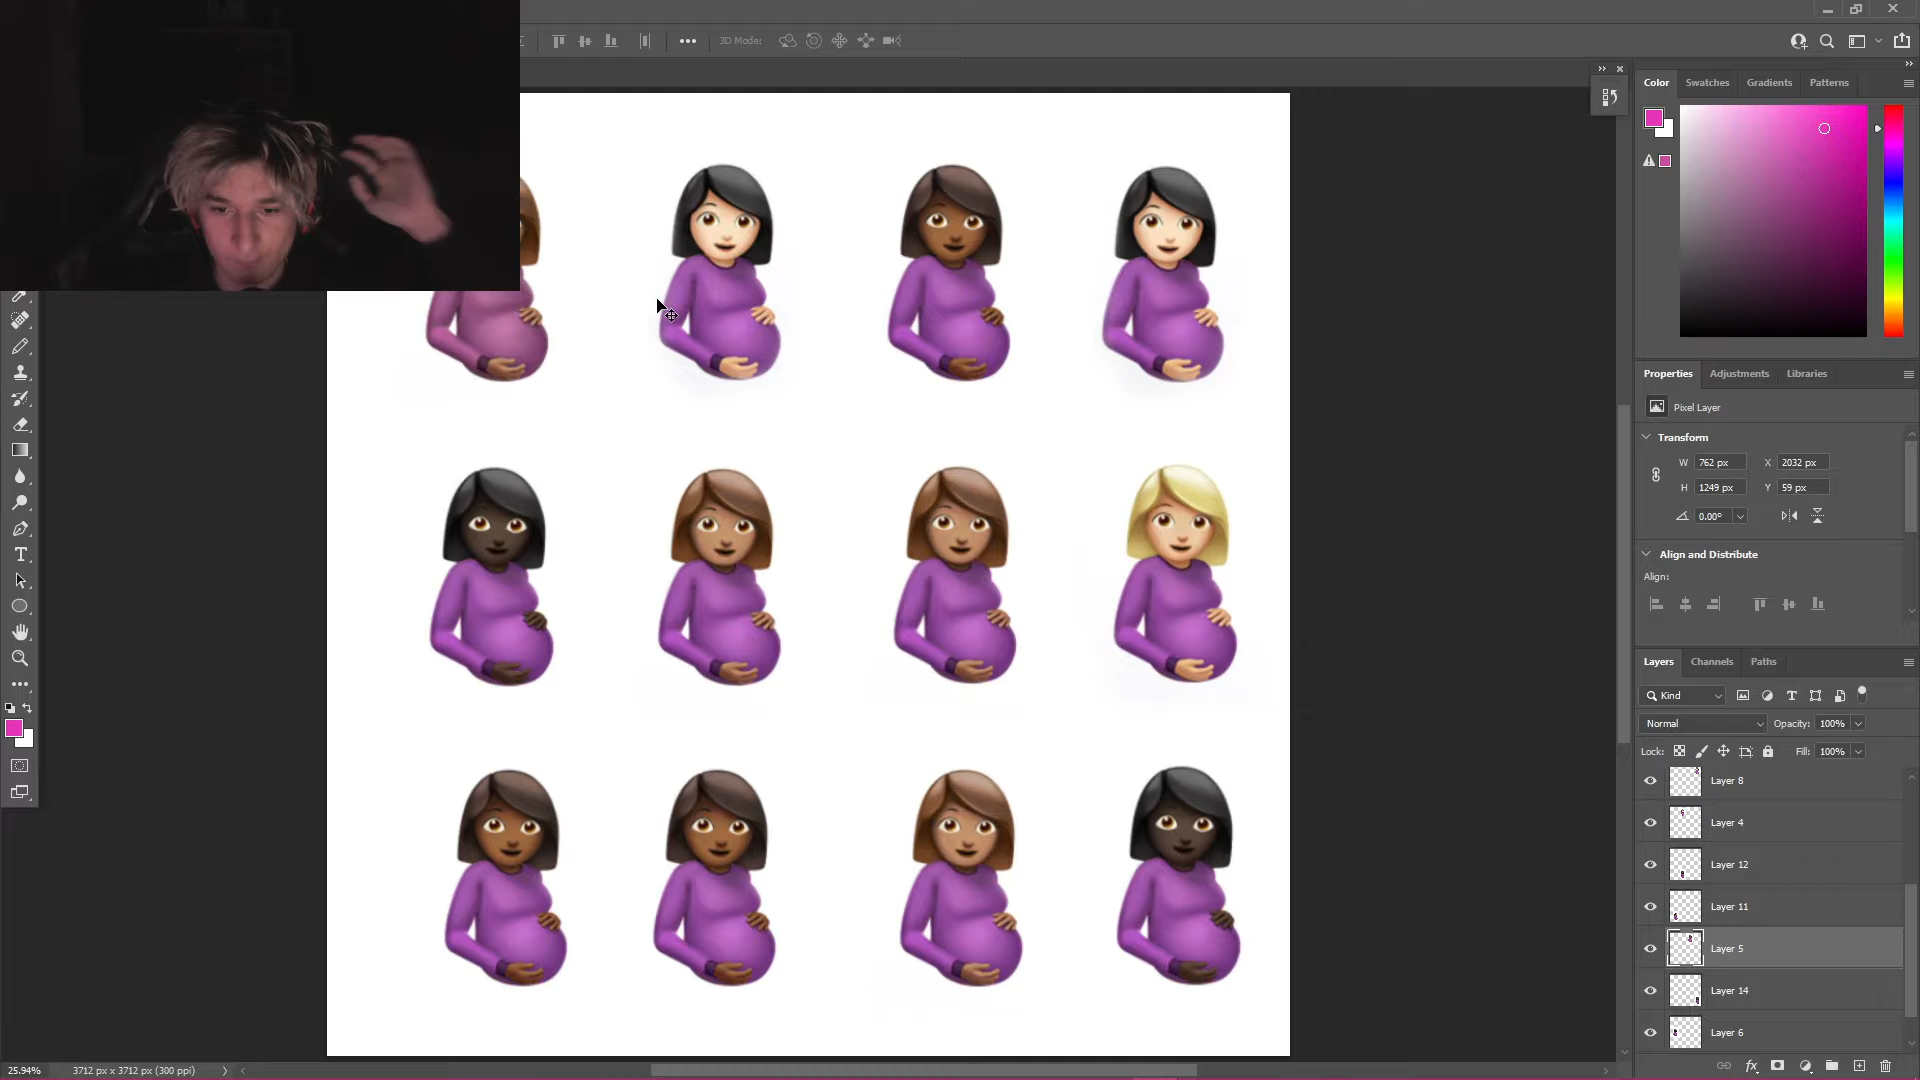 3D Mode:
Color Swatches Gradients Patterns
Properties Adjustments Libraries
Pixel Layer
Transform
W 762 px X 2032 px
H 1249 px Y 59 px
0.00°
Align and Distribute
Align:
Layers Channels Paths
Kind
Normal Opacity: 100%
Lock: Fill: 100%
Layer 8
Layer 4
Layer 12
Layer 11
Layer 5
Layer 14
Layer 6
25.94% 3712 px x 3712 px (300 ppi)